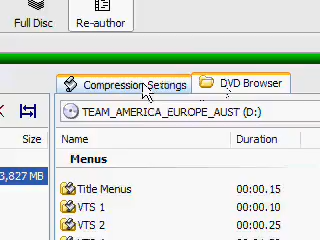 Full Disc Re-author
Compression Settings DVD Browser
TEAM_AMERICA_EUROPE_AUST (D:)
Size Name Duration
Menus
3,827 MB
Title Menus 00:00.15
VTS 1 00:00.10
VTS 2 00:00.25